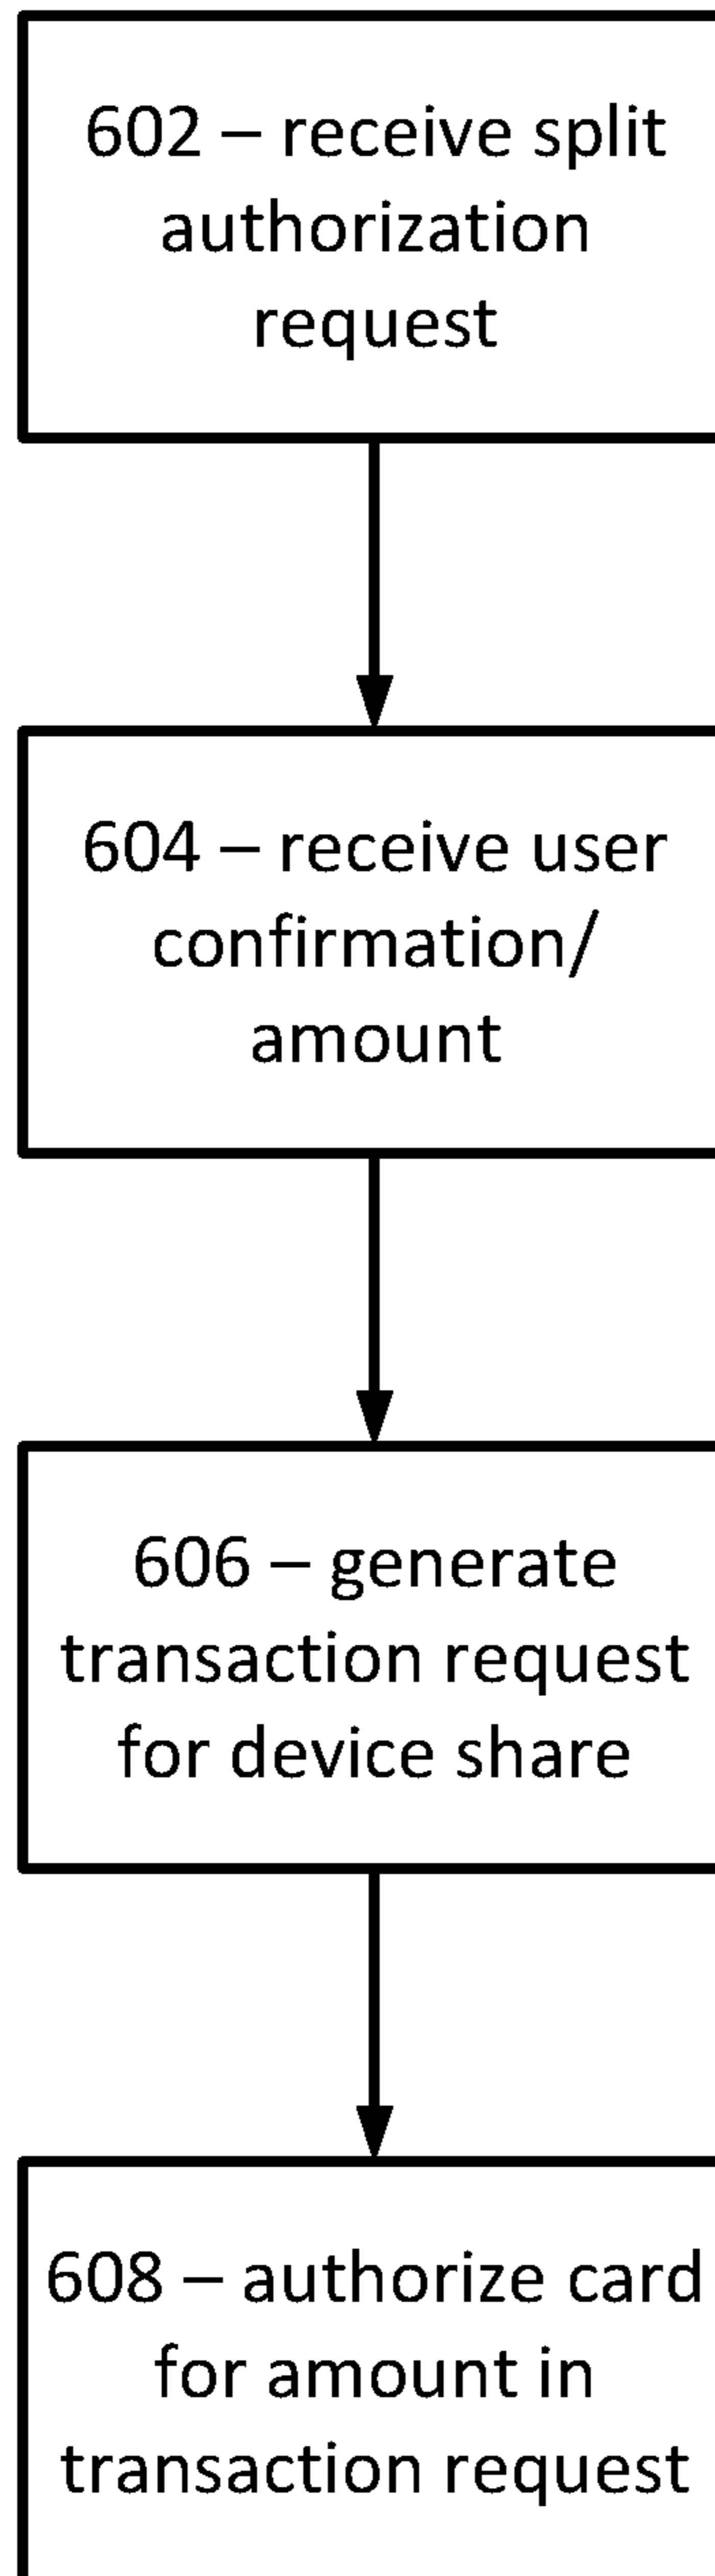 602 – receive split
authorization
request
604 – receive user
confirmation/
amount
606 – generate
transaction request
for device share
608 – authorize card
for amount in
transaction request